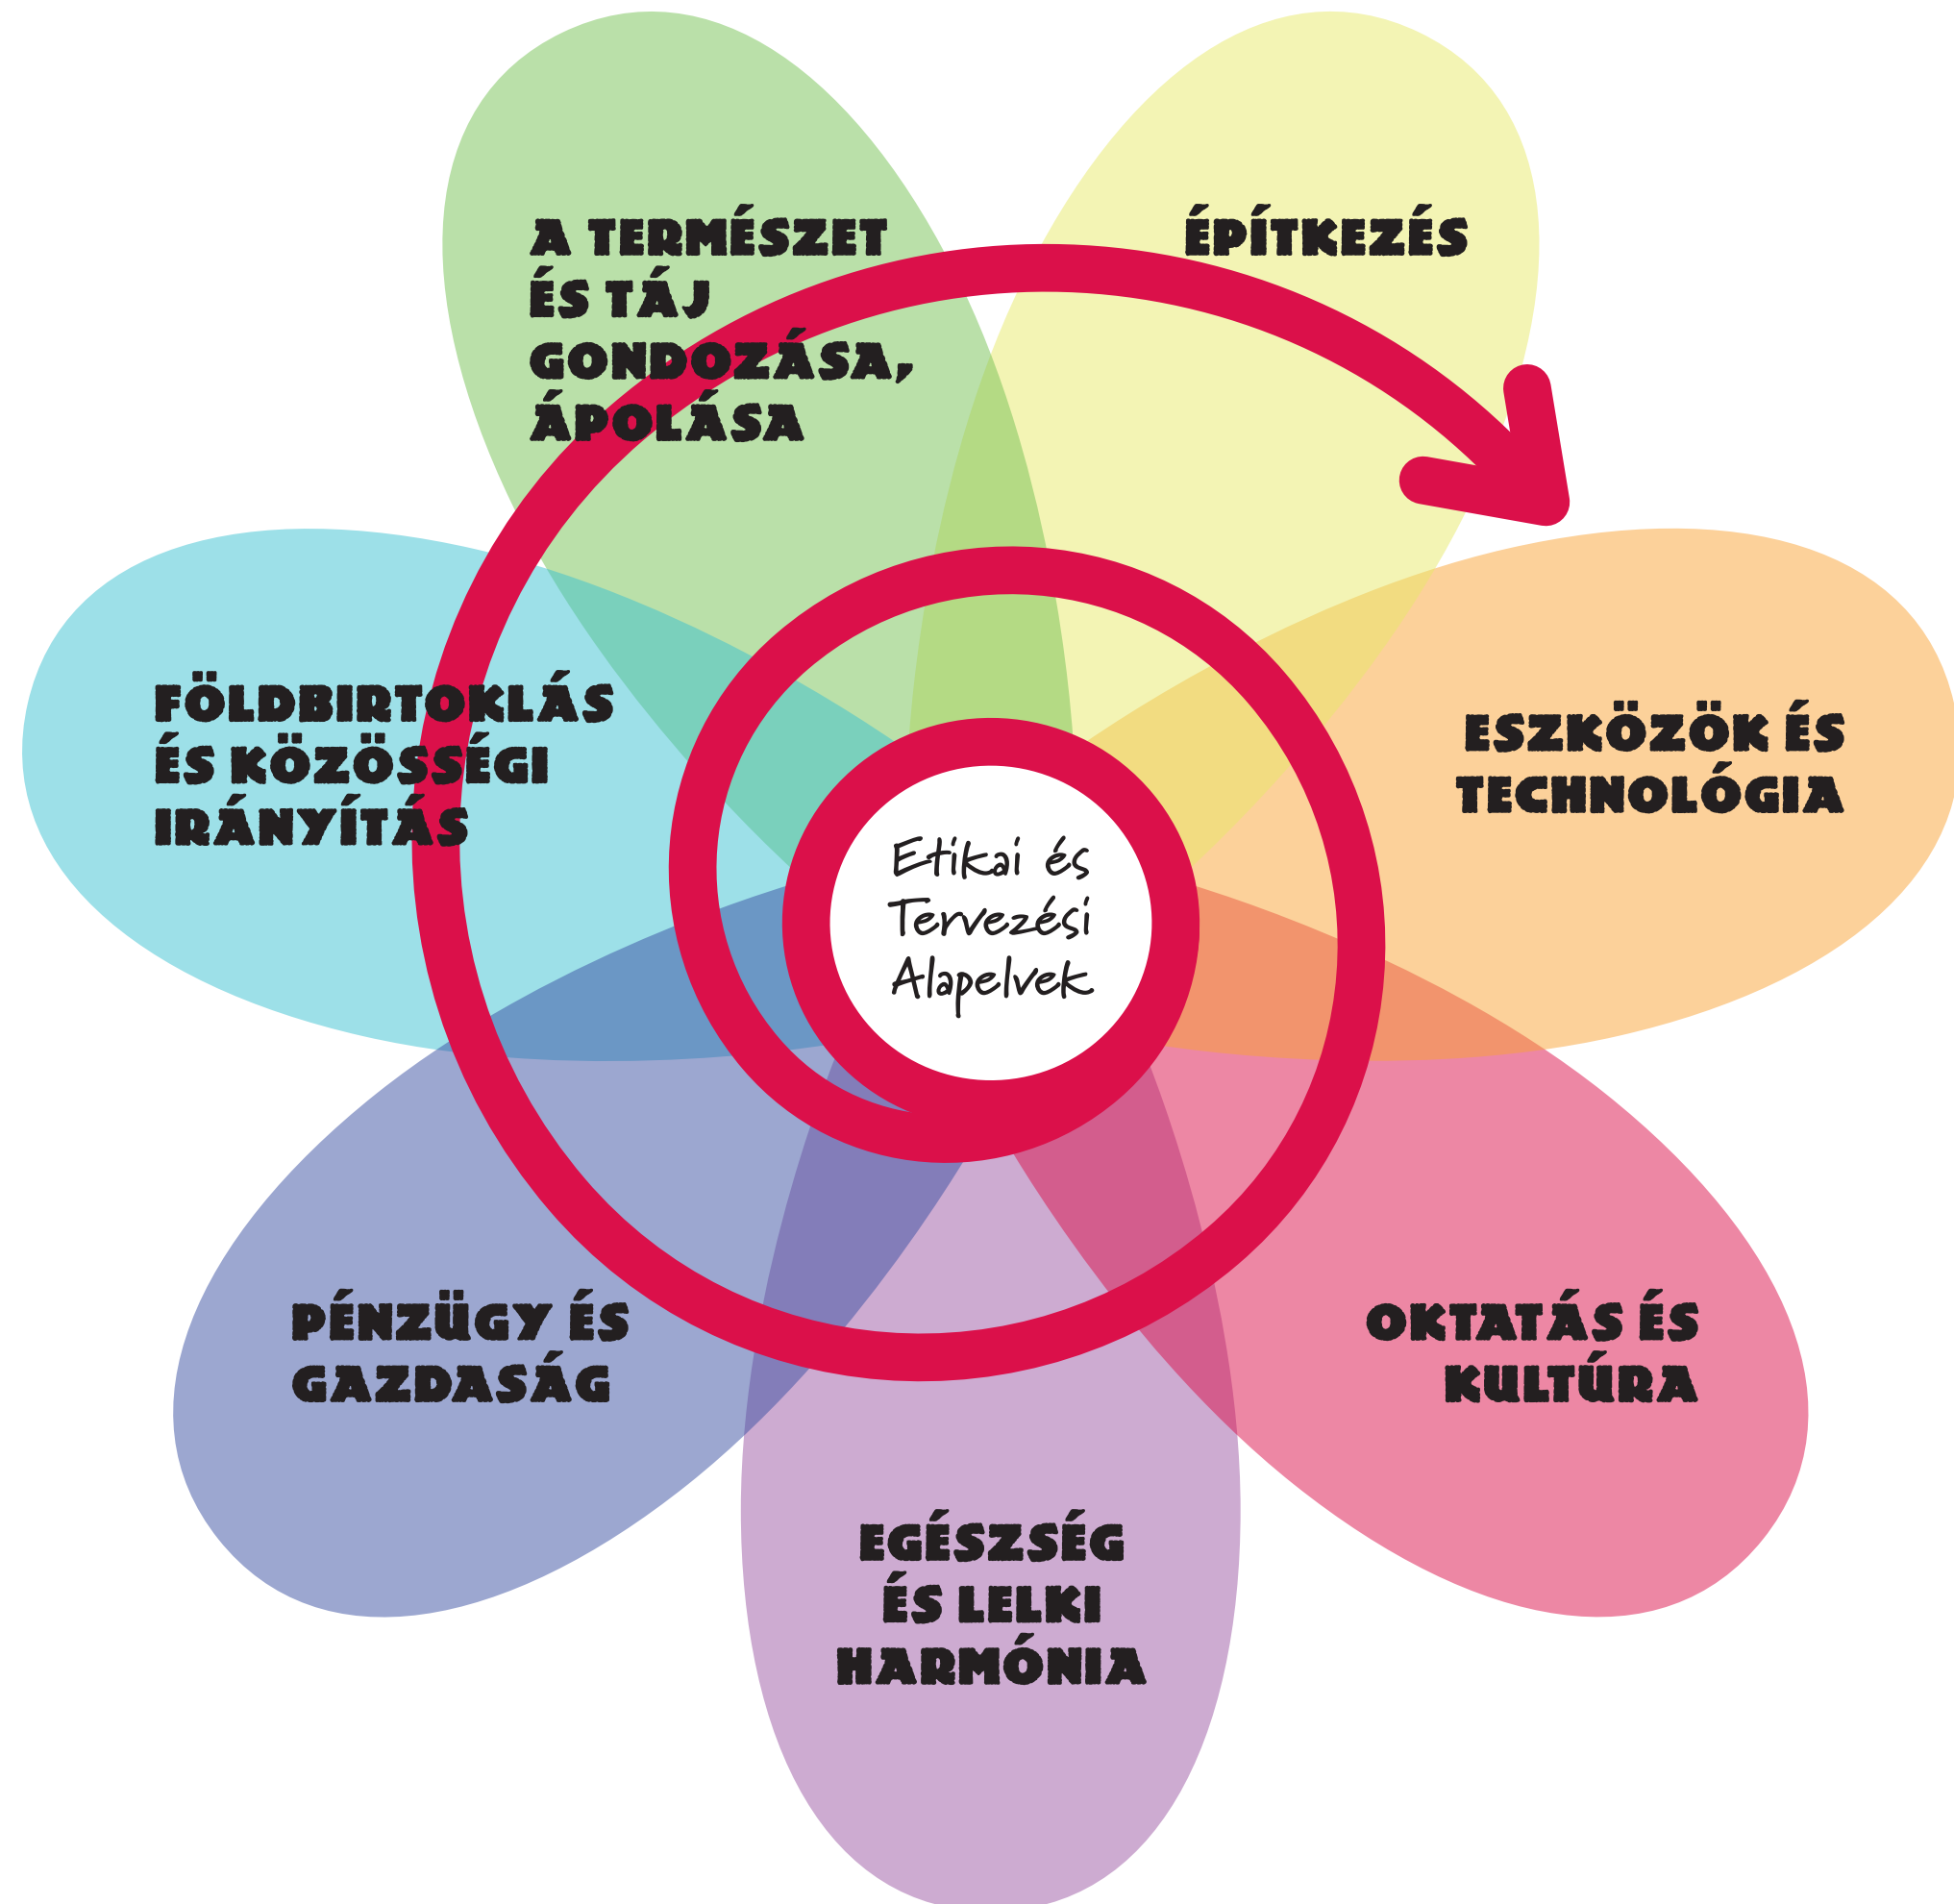 A TERMÉSZET
ÉS TÁJ
GONDOZÁSA,
ÁPOLÁSA
ÉPÍTKEZÉS
ESZKÖZÖK ÉS
TECHNOLÓGIA
OKTATÁS ÉS
KULTÚRA
EGÉSZSÉG
ÉS LELKI
HARMÓNIA
PÉNZÜGY ÉS
GAZDASÁG
FÖLDBIRTOKLÁS
ÉS KÖZÖSSÉGI
IRÁNYÍTÁS
Etikai és
Tervezési
Alapelvek